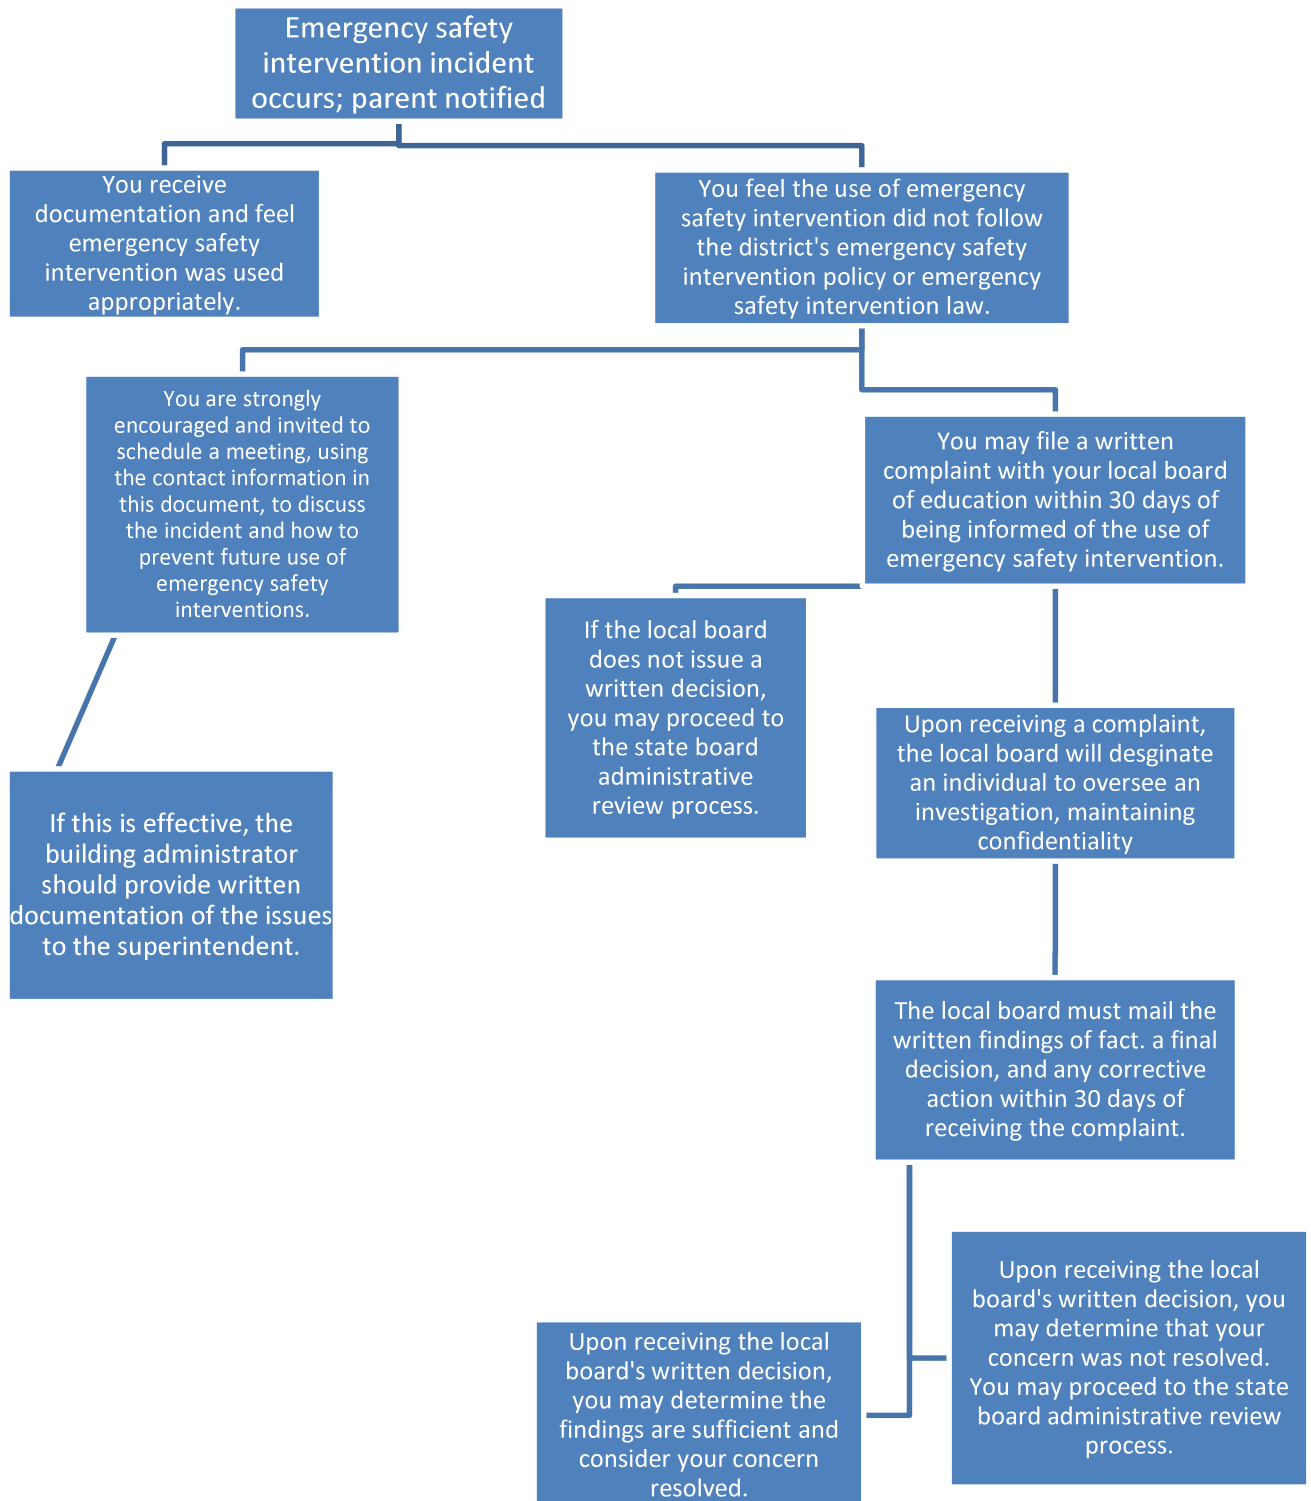 Emergency safety
intervention incident
occurs; parent notified
You receive
documentation and feel
emergency safety
intervention was used
appropriately.
You feel the use of emergency
safety intervention did not follow
the district's emergency safety
intervention policy or emergency
safety intervention law.
You are strongly
encouraged and invited to
schedule a meeting, using
the contact information in
this document, to discuss
the incident and how to
prevent future use of
emergency safety
interventions.
You may file a written
complaint with your local board
of education within 30 days of
being informed of the use of
emergency safety intervention.
If the local board
does not issue a
written decision,
you may proceed to
the state board
administrative
review process.
Upon receiving a complaint,
the local board will desginate
an individual to oversee an
investigation, maintaining
confidentiality
If this is effective, the
building administrator
should provide written
documentation of the issues
to the superintendent.
The local board must mail the
written findings of fact. a final
decision, and any corrective
action within 30 days of
receiving the complaint.
Upon receiving the local
board's written decision, you
may determine that your
concern was not resolved.
You may proceed to the state
board administrative review
process.
Upon receiving the local
board's written decision,
you may determine the
findings are sufficient and
consider your concern
resolved.